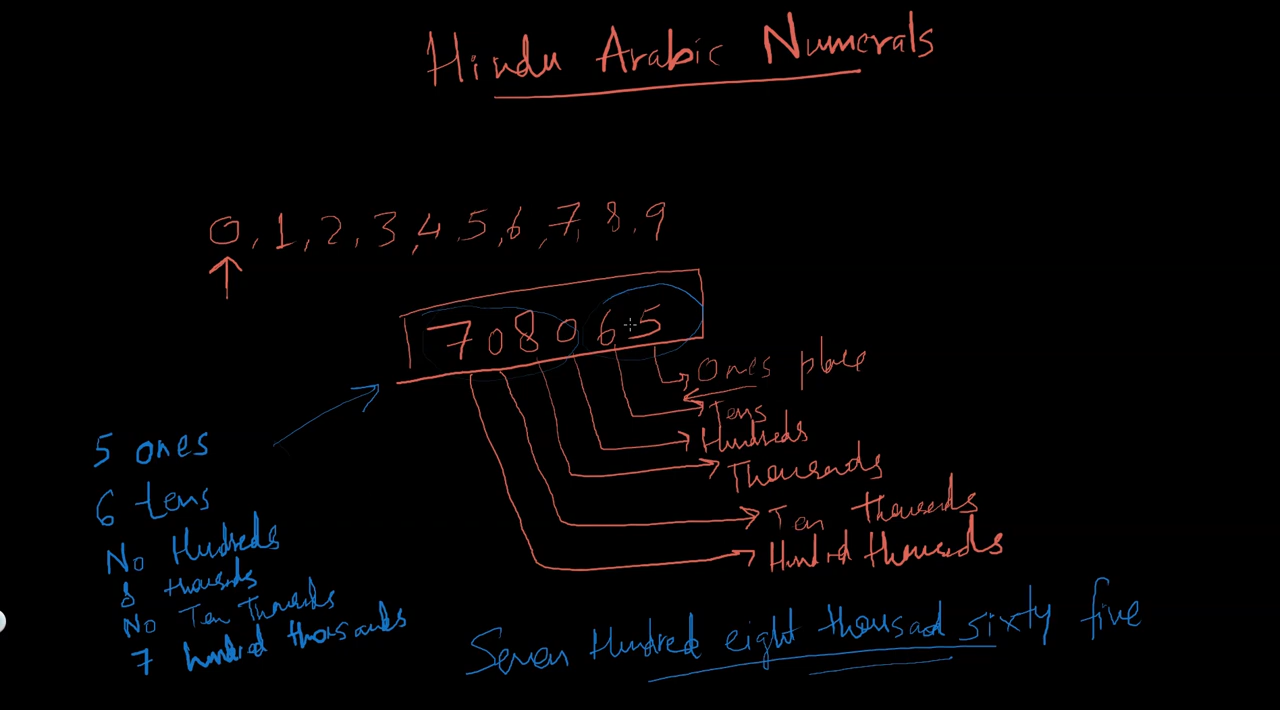 Hindu Arabic Numerals
0, 1, 2, 3, 4, 5, 6, 7, 8, 9
708065
Ones place
Tens
Hundreds
Thousands
Ten thousands
Hundred thousands
5 ones
6 tens
No Hudreds
8 thousands
No Ten Thousands
7 hundred thousands
Seven Hundred eight thousad sixty five